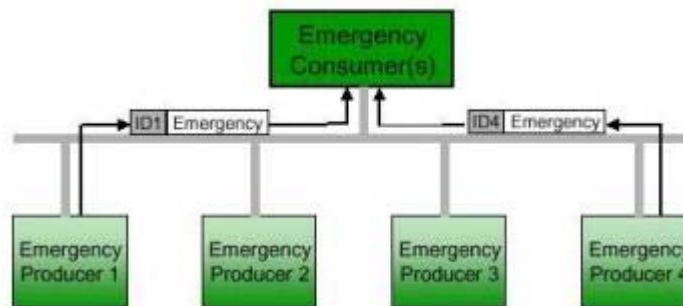 Emergency
Consumer(s)
ID1 Emergency
ID4 Emergency
Emergency
Producer 1
Emergency
Producer 2
Emergency
Producer 3
Emergency
Producer 4